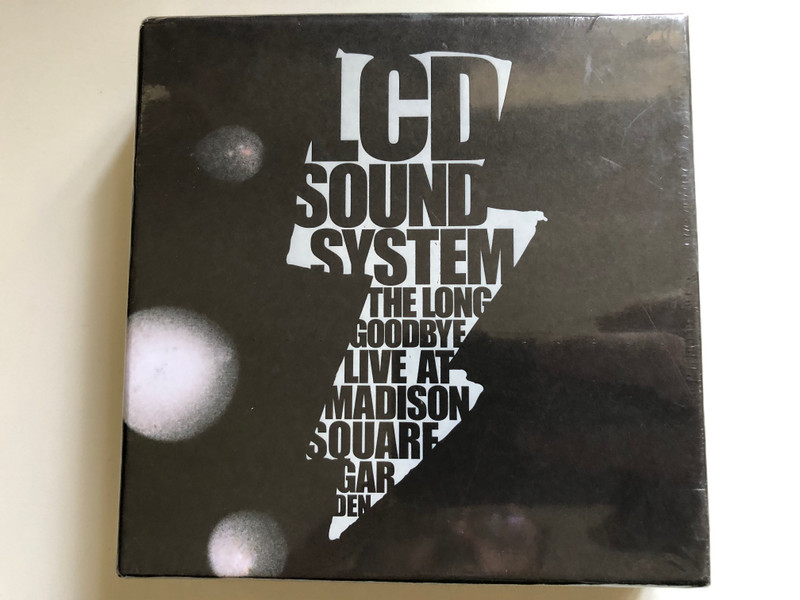 LCD
SOUND
SYSTEM
THE LONG
GOODBYE
LIVE AT
MADISON
SQUARE
GAR
DEN